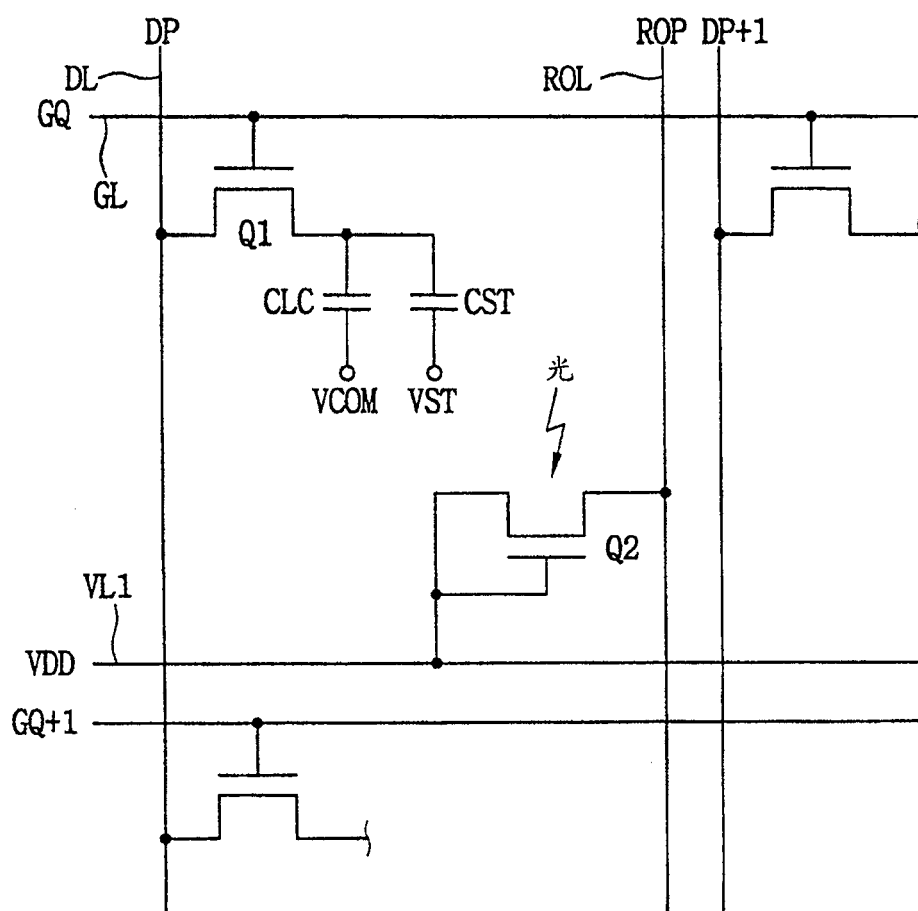 DP
ROP DP+1
DL
ROL
GQ
GL
Q1
CLC
CST
VCOM
VST
光
Q2
VL1
VDD
GQ+1